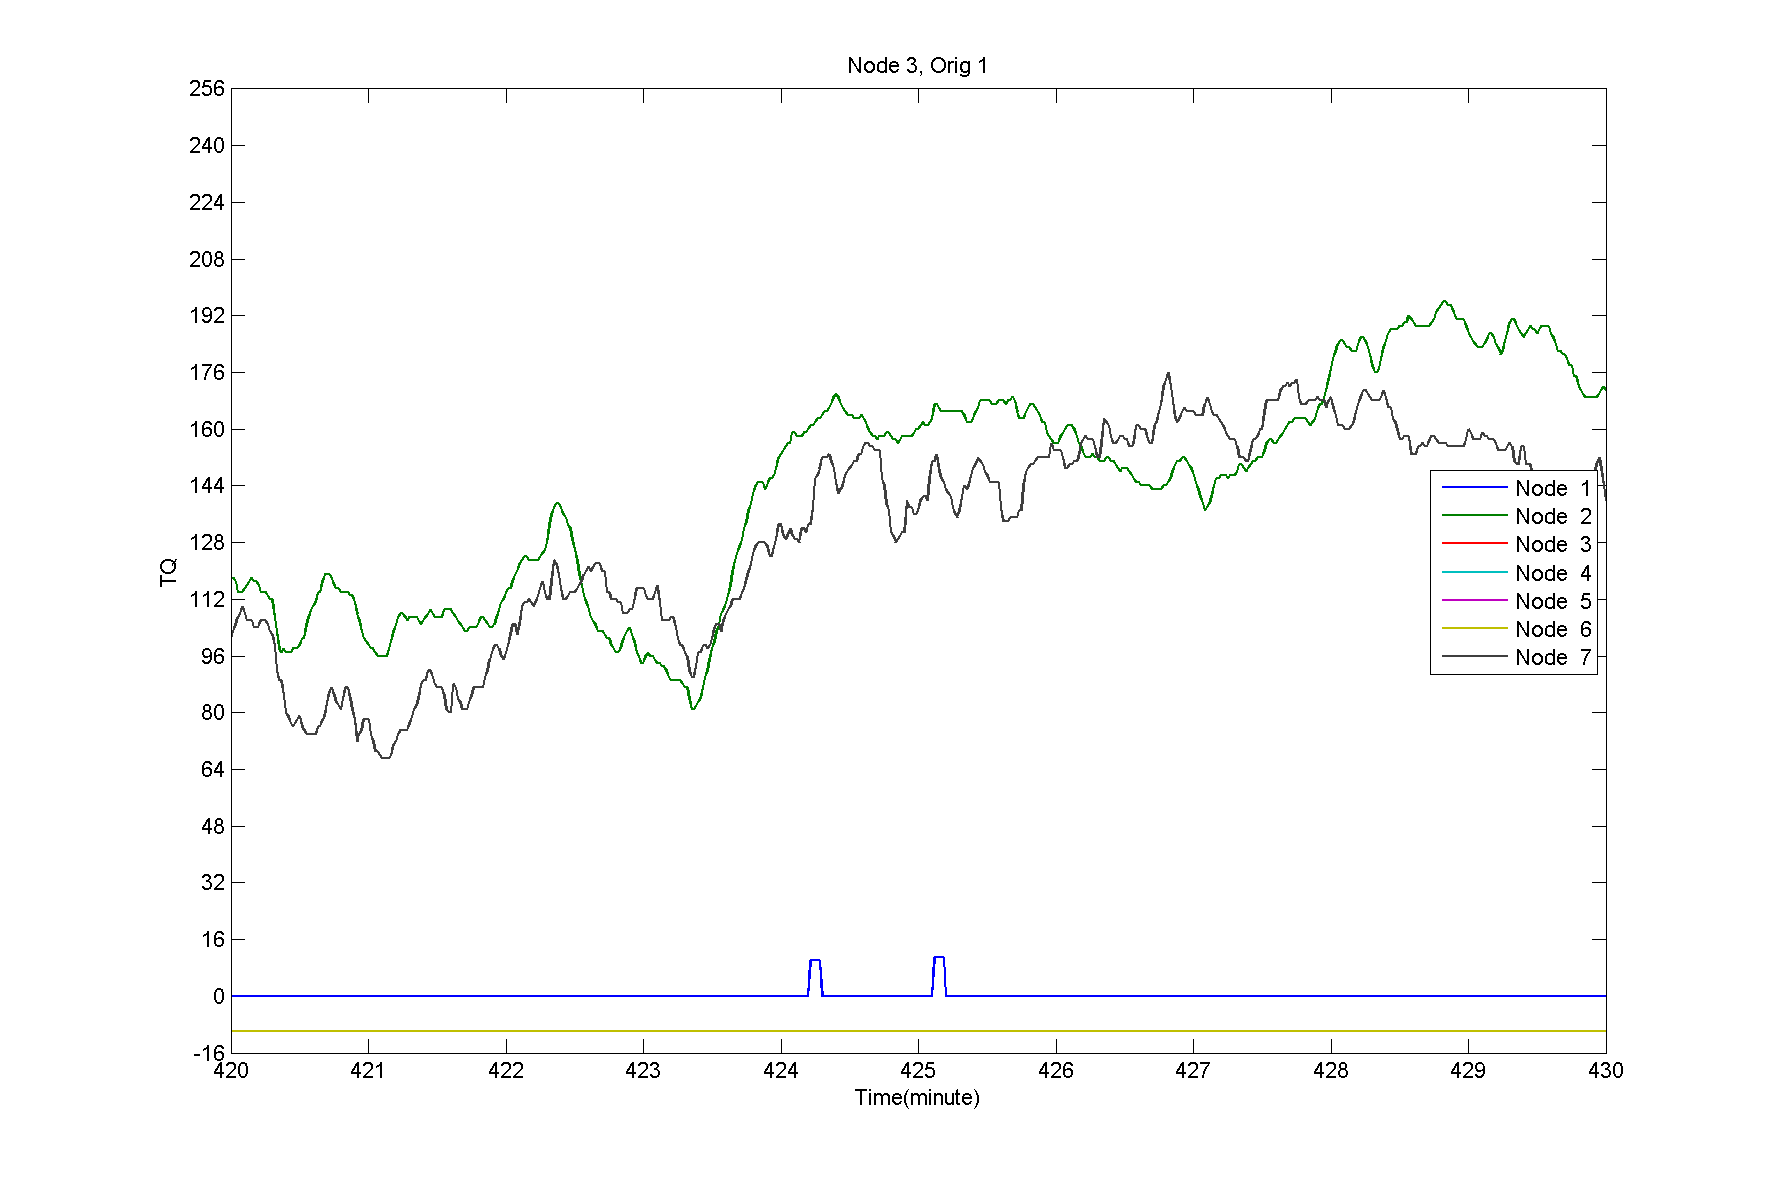 Node 3, Orig 1
256
240
224
208
192
176
160
144
128
112
96
80
64
48
32
16
0
-16
TQ
420 421 422 423 424 425 426 427 428 429 430
Time(minute)
Node 1
Node 2
Node 3
Node 4
Node 5
Node 6
Node 7